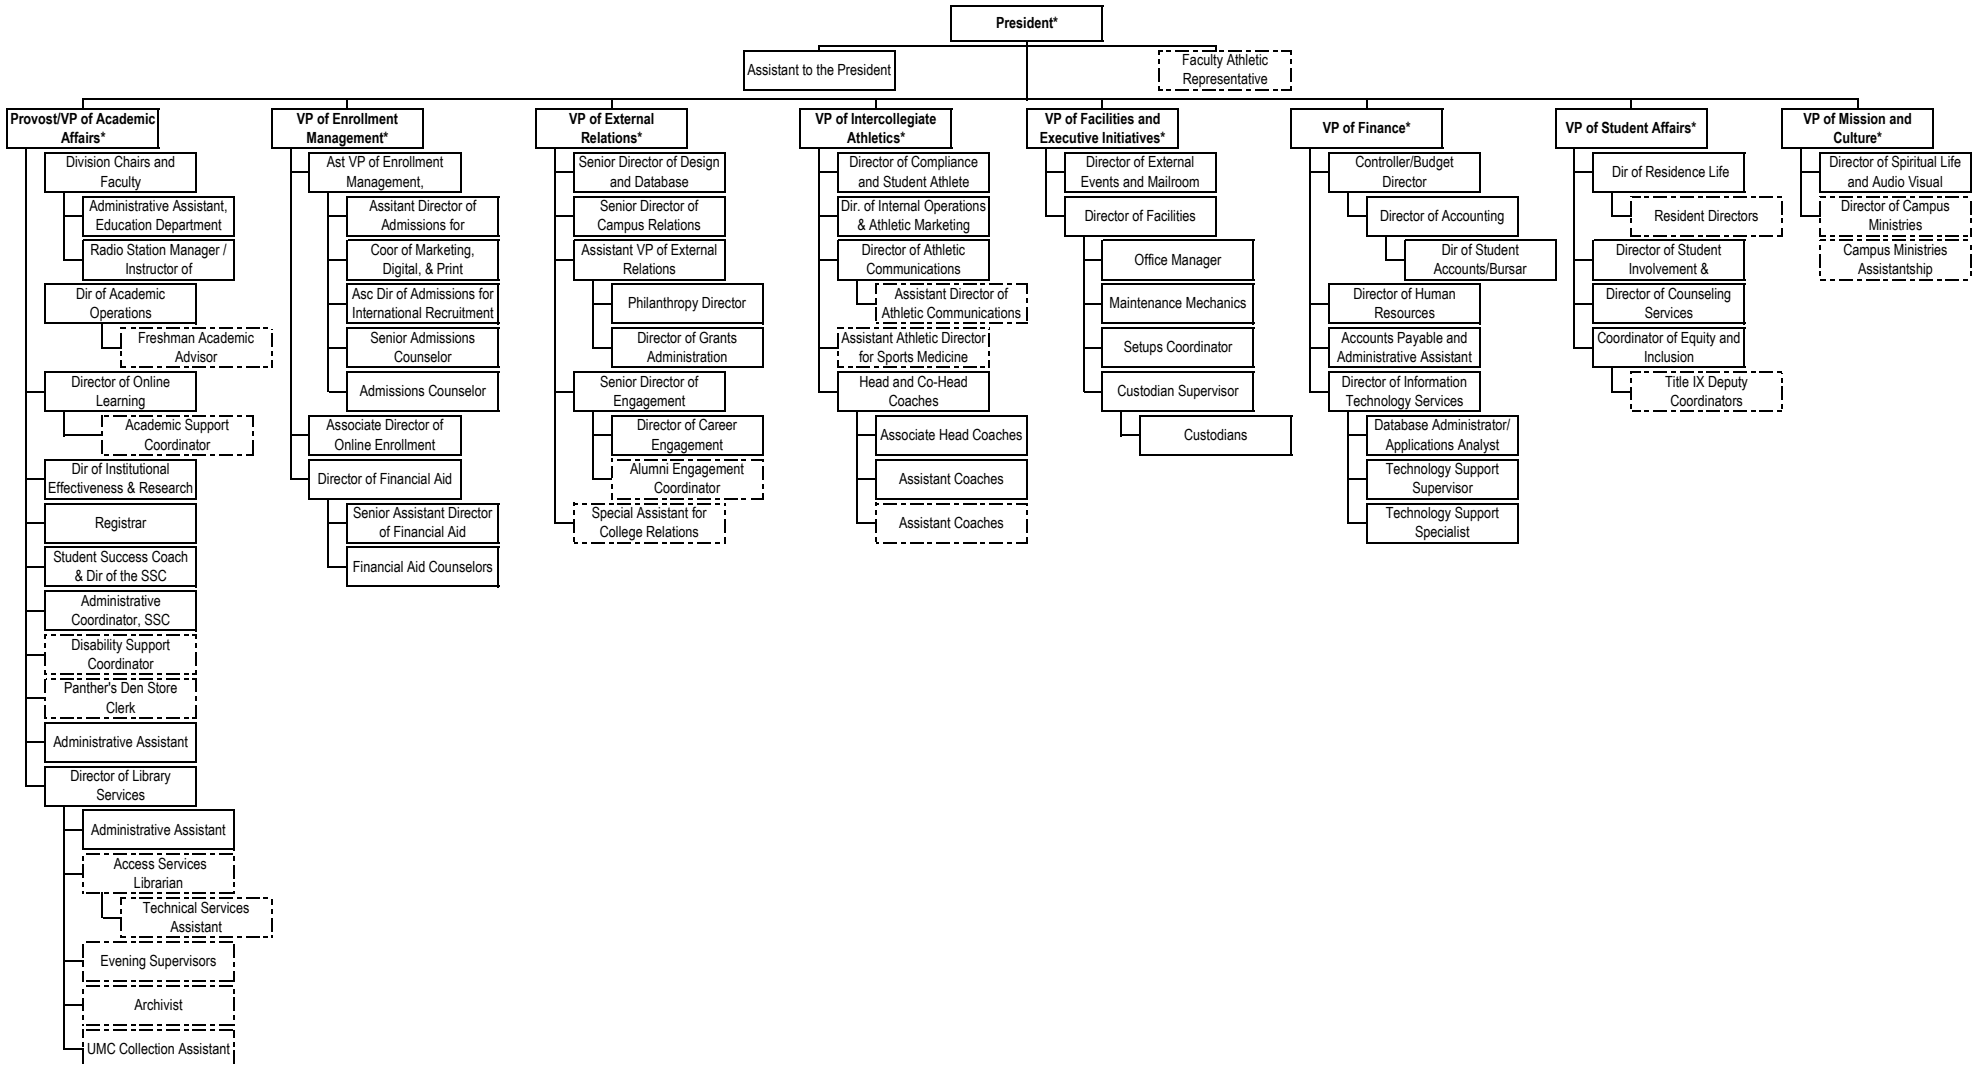 President*
Assistant to the President
Faculty Athletic
Representative
Provost/VP of Academic
Affairs*
Division Chairs and
Faculty
Administrative Assistant,
Education Department
Radio Station Manager /
Instructor of
Dir of Academic
Operations
Freshman Academic
Advisor
Director of Online
Learning
Academic Support
Coordinator
Dir of Institutional
Effectiveness & Research
Registrar
Student Success Coach
& Dir of the SSC
Administrative
Coordinator, SSC
Disability Support
Coordinator
Panther's Den Store
Clerk
Administrative Assistant
Director of Library
Services
Administrative Assistant
Access Services
Librarian
Technical Services
Assistant
Evening Supervisors
Archivist
UMC Collection Assistant
VP of Enrollment
Management*
Ast VP of Enrollment
Management,
Assitant Director of
Admissions for
Coor of Marketing,
Digital, & Print
Asc Dir of Admissions for
International Recruitment
Senior Admissions
Counselor
Admissions Counselor
Associate Director of
Online Enrollment
Director of Financial Aid
Senior Assistant Director
of Financial Aid
Financial Aid Counselors
VP of External
Relations*
Senior Director of Design
and Database
Senior Director of
Campus Relations
Assistant VP of External
Relations
Philanthropy Director
Director of Grants
Administration
Senior Director of
Engagement
Director of Career
Engagement
Alumni Engagement
Coordinator
Special Assistant for
College Relations
VP of Intercollegiate
Athletics*
Director of Compliance
and Student Athlete
Dir. of Internal Operations
& Athletic Marketing
Director of Athletic
Communications
Assistant Director of
Athletic Communications
Assistant Athletic Director
for Sports Medicine
Head and Co-Head
Coaches
Associate Head Coaches
Assistant Coaches
Assistant Coaches
VP of Facilities and
Executive Initiatives*
Director of External
Events and Mailroom
Director of Facilities
Office Manager
Maintenance Mechanics
Setups Coordinator
Custodian Supervisor
Custodians
VP of Finance*
Controller/Budget
Director
Director of Accounting
Dir of Student
Accounts/Bursar
Director of Human
Resources
Accounts Payable and
Administrative Assistant
Director of Information
Technology Services
Database Administrator/
Applications Analyst
Technology Support
Supervisor
Technology Support
Specialist
VP of Student Affairs*
Dir of Residence Life
Resident Directors
Director of Student
Involvement &
Director of Counseling
Services
Coordinator of Equity and
Inclusion
Title IX Deputy
Coordinators
VP of Mission and
Culture*
Director of Spiritual Life
and Audio Visual
Director of Campus
Ministries
Campus Ministries
Assistantship